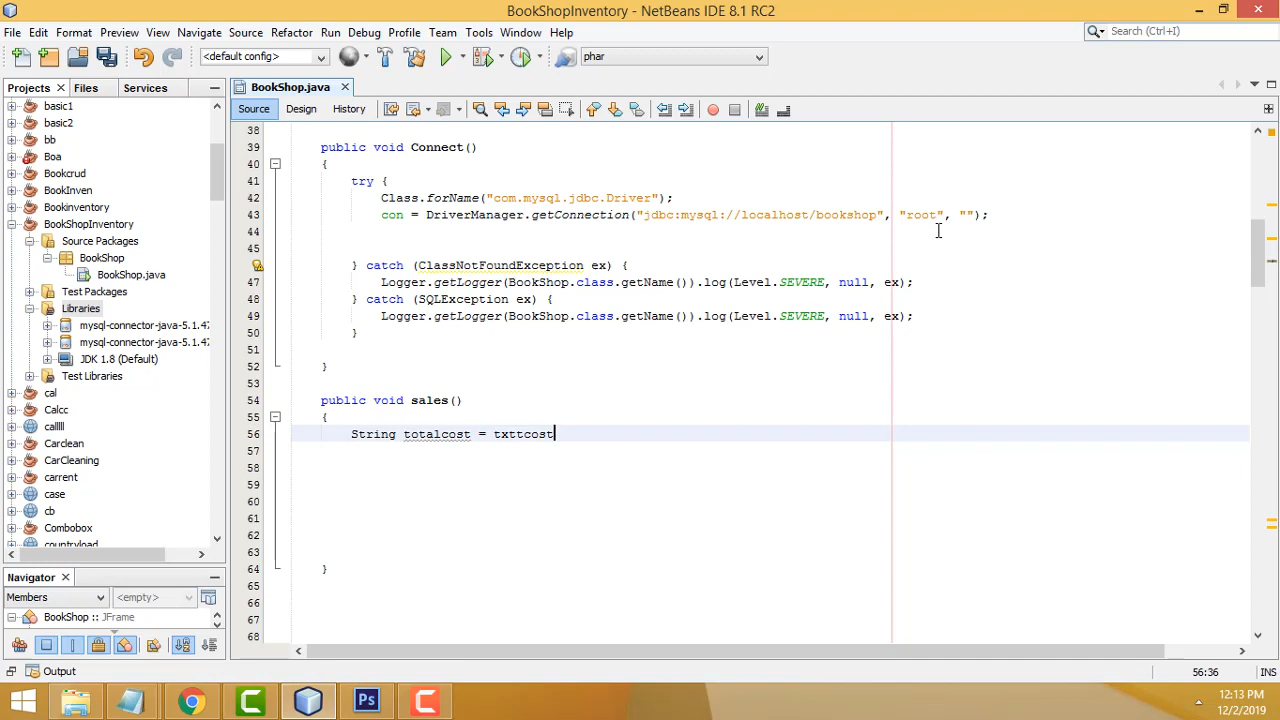 BookShopInventory - NetBeans IDE 8.1 RC2
File Edit Format Preview View Navigate Source Refactor Run Debug Profile Team Tools Window Help
Search (Ctrl+I)
<default config>
phar
Projects Files Services
BookShop.java
Source Design History
basic1
basic2
bb
Boa
Bookcrud
BookInven
Bookinventory
BookShopInventory
Source Packages
BookShop
BookShop.java
Test Packages
Libraries
mysql-connector-java-5.1.47
mysql-connector-java-5.1.47
JDK 1.8 (Default)
Test Libraries
cal
Calcc
callll
Carclean
CarCleaning
carrent
case
cb
Combobox
countryload
38
39 public void Connect()
40 {
41 try {
42 Class.forName("com.mysql.jdbc.Driver");
43 con = DriverManager.getConnection("jdbc:mysql://localhost/bookshop", "root", "");
44
45
} catch (ClassNotFoundException ex) {
47 Logger.getLogger(BookShop.class.getName()).log(Level.SEVERE, null, ex);
48 } catch (SQLException ex) {
49 Logger.getLogger(BookShop.class.getName()).log(Level.SEVERE, null, ex);
50 }
51
52 }
53
54 public void sales()
55 {
56 String totalcost = txttcost
57
58
59
60
61
62
63
64 }
65
66
67
68
Navigator
Members
<empty>
BookShop :: JFrame
Output
56:36
INS
12:13 PM
12/2/2019